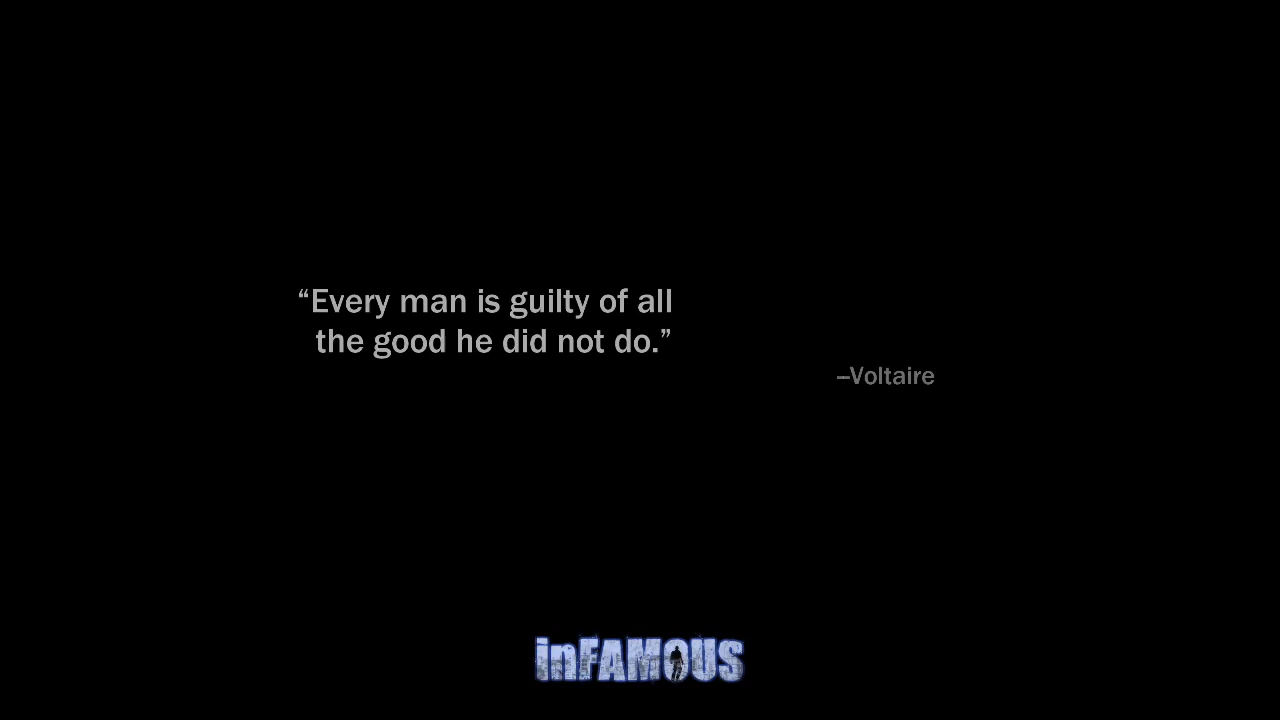 “Every man is guilty of all
the good he did not do.”
–Voltaire
inFAMOUS